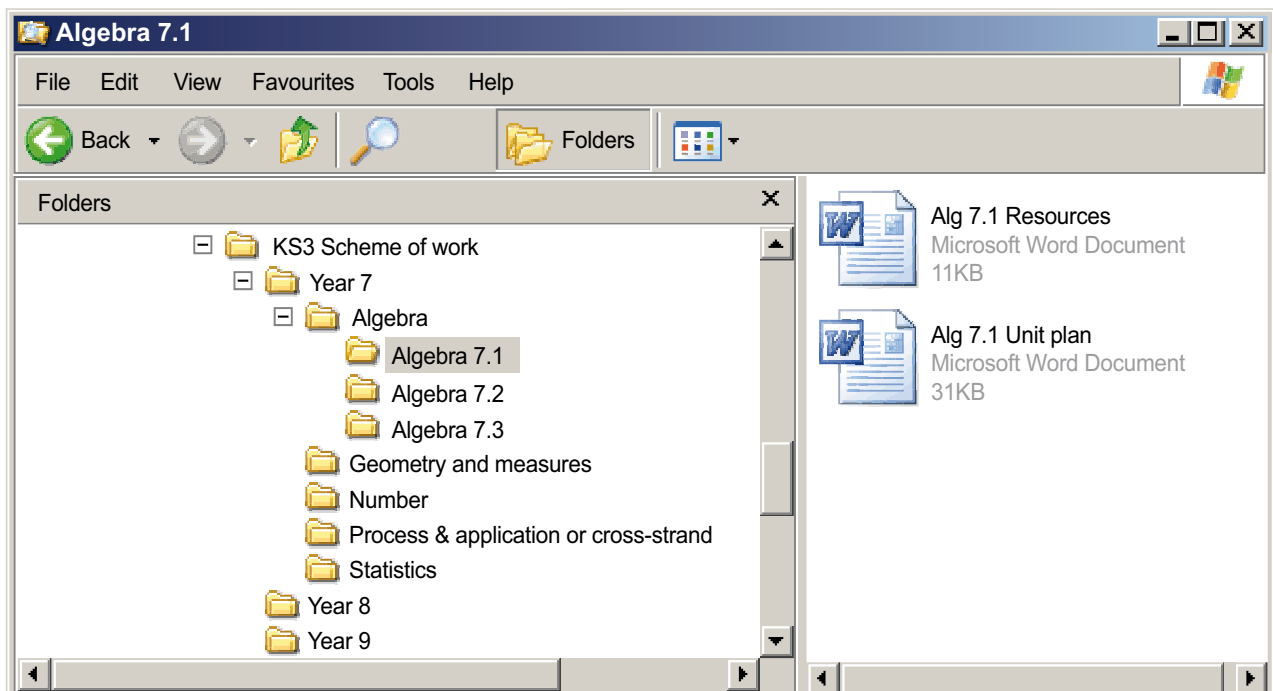 Algebra 7.1
File Edit View Favourites Tools Help
Back Folders
Folders
KS3 Scheme of work
Year 7
Algebra
Algebra 7.1
Algebra 7.2
Algebra 7.3
Geometry and measures
Number
Process & application or cross-strand
Statistics
Year 8
Year 9
Alg 7.1 Resources
Microsoft Word Document
11KB
Alg 7.1 Unit plan
Microsoft Word Document
31KB